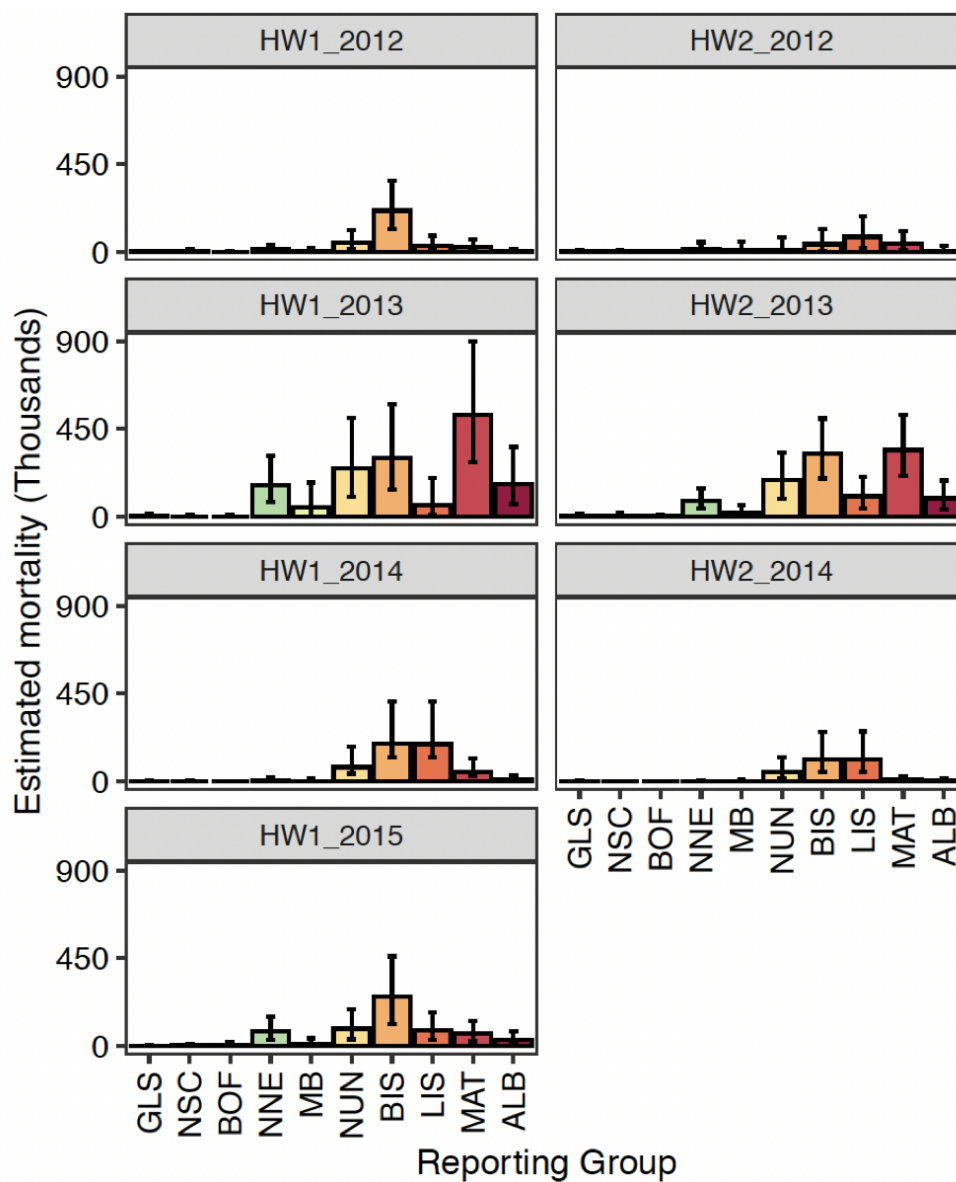 HW1_2012
HW2_2012
900
450
0
HW1_2013
HW2_2013
900
450
0
HW1_2014
HW2_2014
900
450
0
GLS
NSC
BOF
NNE
MB
NUN
BIS
LIS
MAT
ALB
HW1_2015
900
450
0
GLS
NSC
BOF
NNE
MB
NUN
BIS
LIS
MAT
ALB
Reporting Group
Estimated mortality (Thousands)